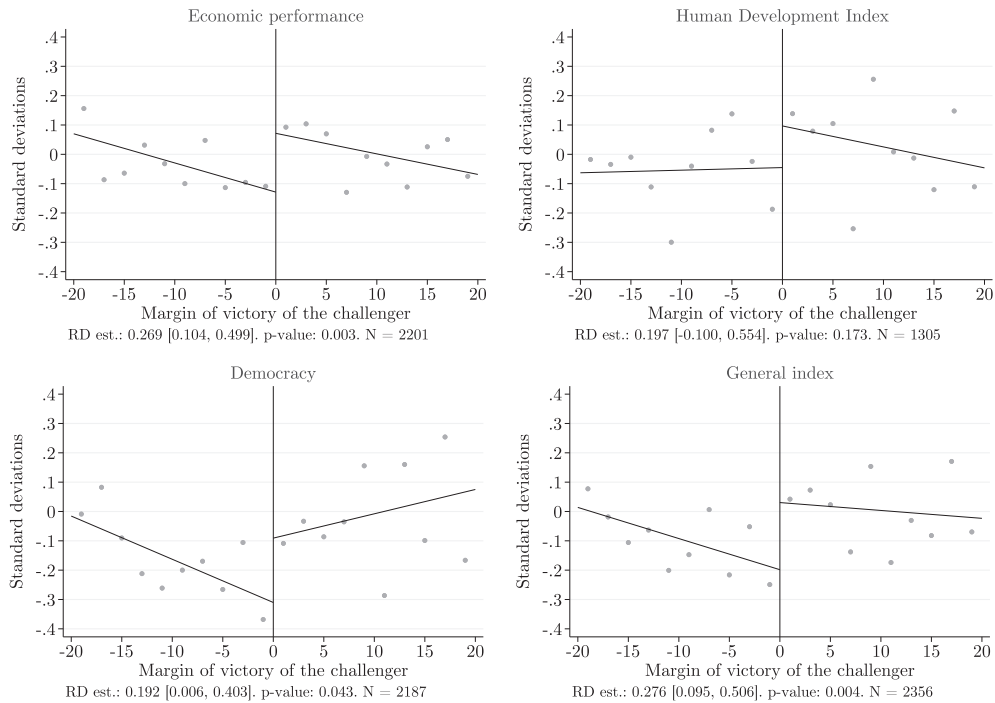 Economic performance
Standard deviations
.4
.3
.2
.1
0
-.1
-.2
-.3
-.4
-20 -15 -10 -5 0 5 10 15 20
Margin of victory of the challenger
RD est.: 0.269 [0.104, 0.499]. p-value: 0.003. N = 2201
Human Development Index
Standard deviations
.4
.3
.2
.1
0
-.1
-.2
-.3
-.4
-20 -15 -10 -5 0 5 10 15 20
Margin of victory of the challenger
RD est.: 0.197 [-0.100, 0.554]. p-value: 0.173. N = 1305
Democracy
Standard deviations
.4
.3
.2
.1
0
-.1
-.2
-.3
-.4
-20 -15 -10 -5 0 5 10 15 20
Margin of victory of the challenger
RD est.: 0.192 [0.006, 0.403]. p-value: 0.043. N = 2187
General index
Standard deviations
.4
.3
.2
.1
0
-.1
-.2
-.3
-.4
-20 -15 -10 -5 0 5 10 15 20
Margin of victory of the challenger
RD est.: 0.276 [0.095, 0.506]. p-value: 0.004. N = 2356